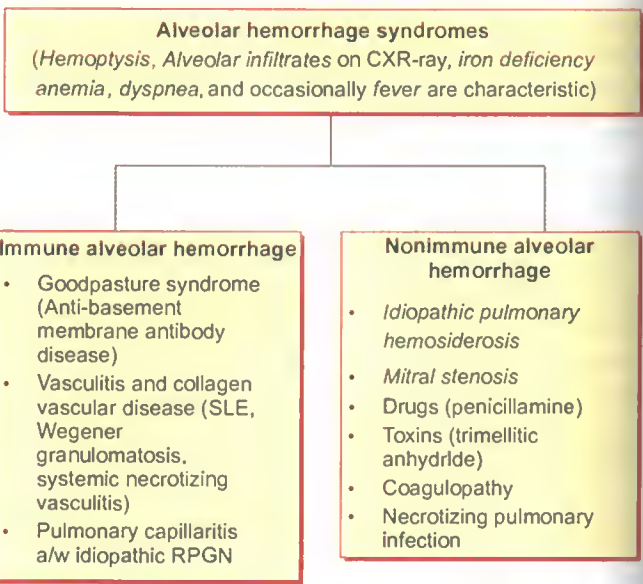 Alveolar hemorrhage syndromes
(Hemoptysis, Alveolar infiltrates on CXR-ray, iron deficiency
anemia, dyspnea, and occasionally fever are characteristic)
Immune alveolar hemorrhage
• Goodpasture syndrome
(Anti-basement
membrane antibody
disease)
• Vasculitis and collagen
vascular disease (SLE,
Wegener
granulomatosis,
systemic necrotizing
vasculitis)
• Pulmonary capillaritis
a/w idiopathic RPGN
Nonimmune alveolar
hemorrhage
• Idiopathic pulmonary
hemosiderosis
• Mitral stenosis
• Drugs (penicillamine)
• Toxins (trimellitic
anhydride)
• Coagulopathy
• Necrotizing pulmonary
infection